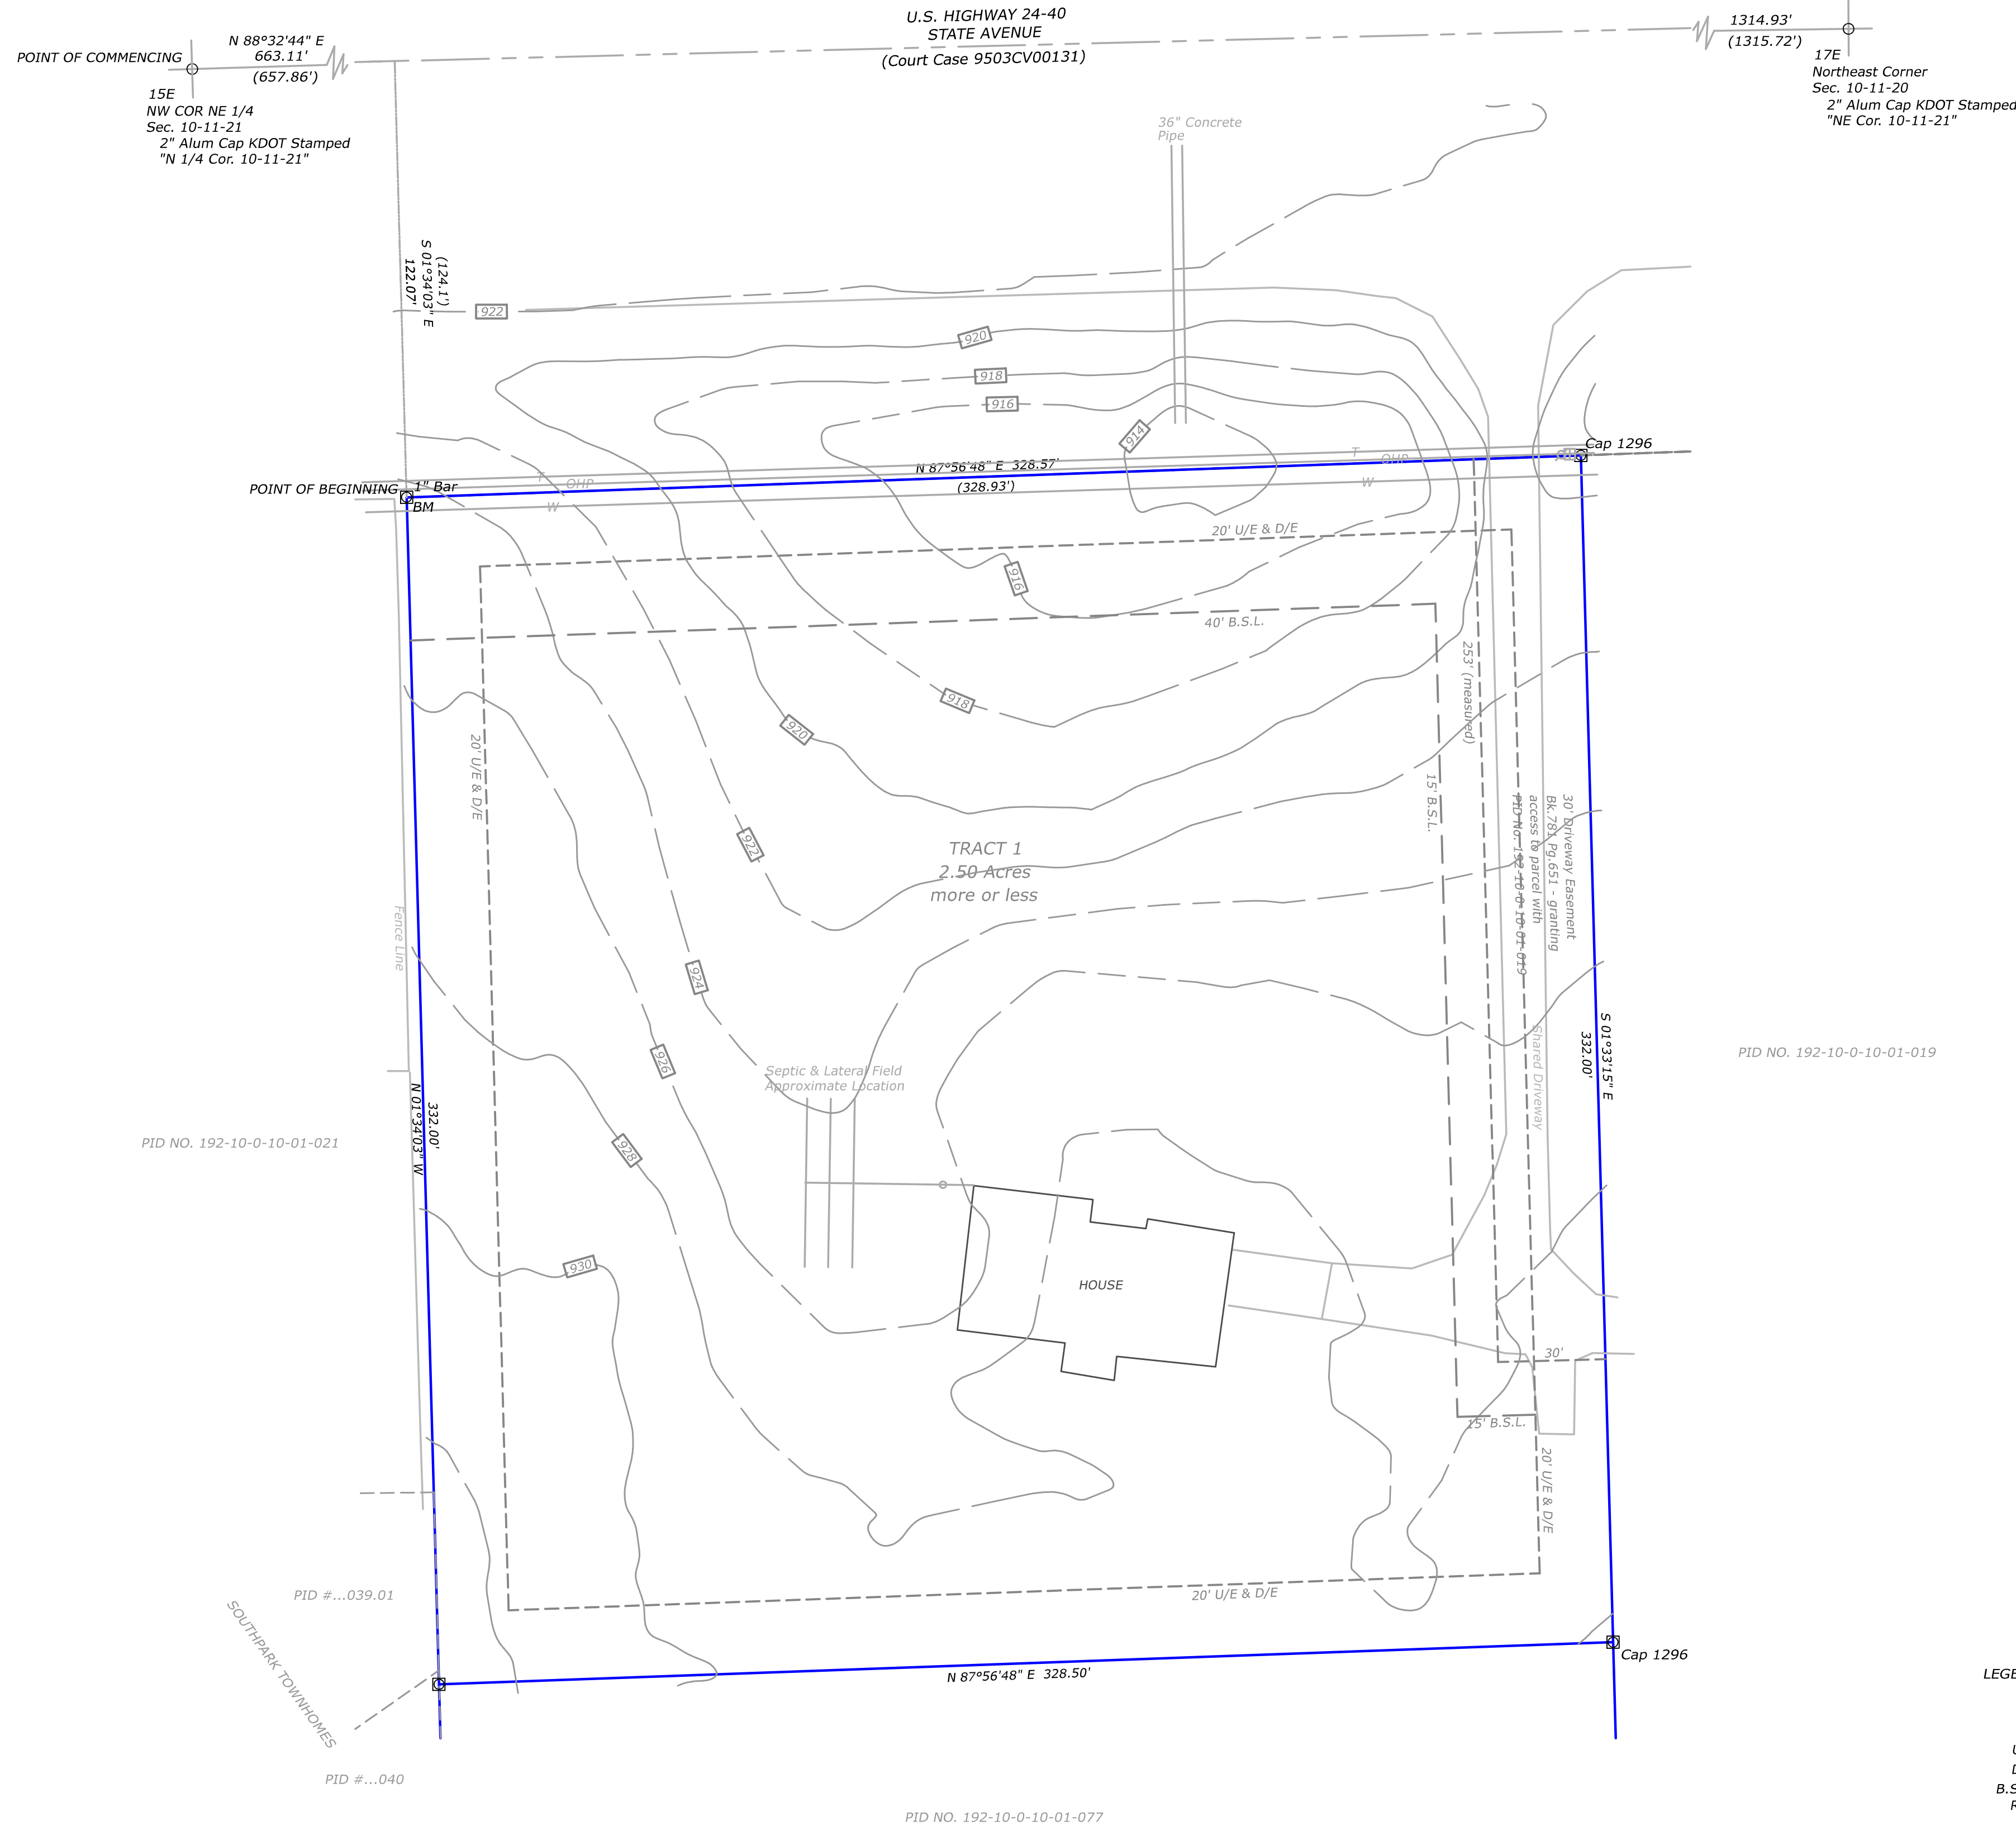 U.S. HIGHWAY 24-40
STATE AVENUE
(Court Case 9503CV00131)
POINT OF COMMENCING
N 88°32'44" E
663.11'
(657.86')
15E
NW COR NE 1/4
Sec. 10-11-21
2" Alum Cap KDOT Stamped
"N 1/4 Cor. 10-11-21"
1314.93'
(1315.72')
17E
Northeast Corner
Sec. 10-11-20
2" Alum Cap KDOT Stamped
"NE Cor. 10-11-21"
36" Concrete
Pipe
(124.1')
S 01°34'03" E
122.07'
922
920
918
916
914
Cap 1296
T
OHP
W
N 87°56'48" E 328.57'
(328.93')
T
OHP
W
POINT OF BEGINNING
1" Bar
BM
20' U/E & D/E
916
40' B.S.L.
253' (measured)
918
920
20' U/E & D/E
15' B.S.L.
30' Driveway Easement
Bk.781 Pg.651 - granting
access to parcel with
PID No. 192-10-0-10-01-019
922
TRACT 1
2.50 Acres
more or less
Fence Line
924
926
Septic & Lateral Field
Approximate Location
Shared Driveway
S 01°33'15" E
332.00'
PID NO. 192-10-0-10-01-019
332.00'
N 01°34'03" W
PID NO. 192-10-0-10-01-021
928
930
HOUSE
30'
15' B.S.L.
20' U/E & D/E
20' U/E & D/E
PID #...039.01
SOUTHPARK TOWNHOMES
N 87°56'48" E 328.50'
Cap 1296
PID #...040
PID NO. 192-10-0-10-01-077